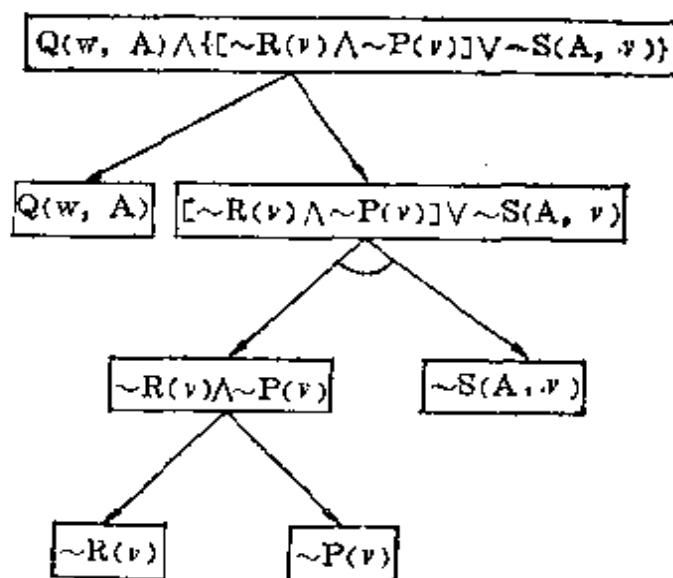 Q(w, A)∧{[~R(v)∧~P(v)]∨~S(A, v)}
Q(w, A)
[~R(v)∧~P(v)]∨~S(A, v)
~R(v)∧~P(v)
~S(A, v)
~R(v)
~P(v)